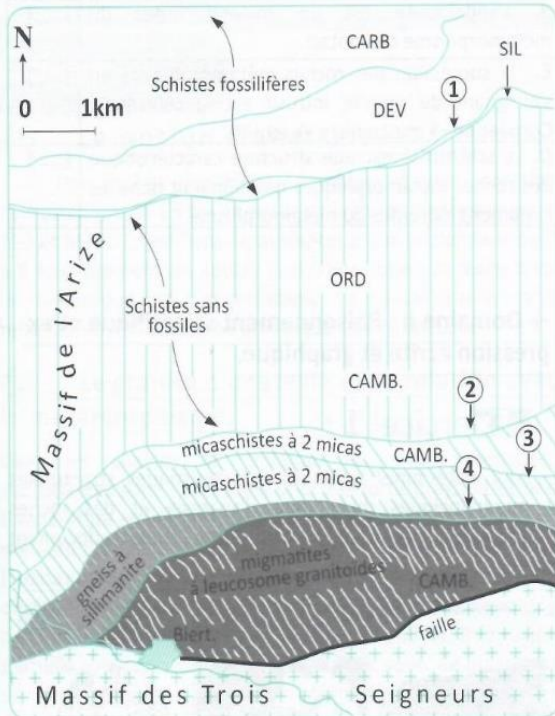 N
0 1km
CARB
Schistes fossilifères
SIL
DEV
1
Massif de l'Arize
ORD
Schistes sans
fossiles
CAMB.
2
3
micaschistes à 2 micas
CAMB.
4
micaschistes à 2 micas
gneiss à
sillimanite
migmatites
à leucosome granitoïdes
CAMB.
Biert.
faille
Massif des Trois Seigneurs